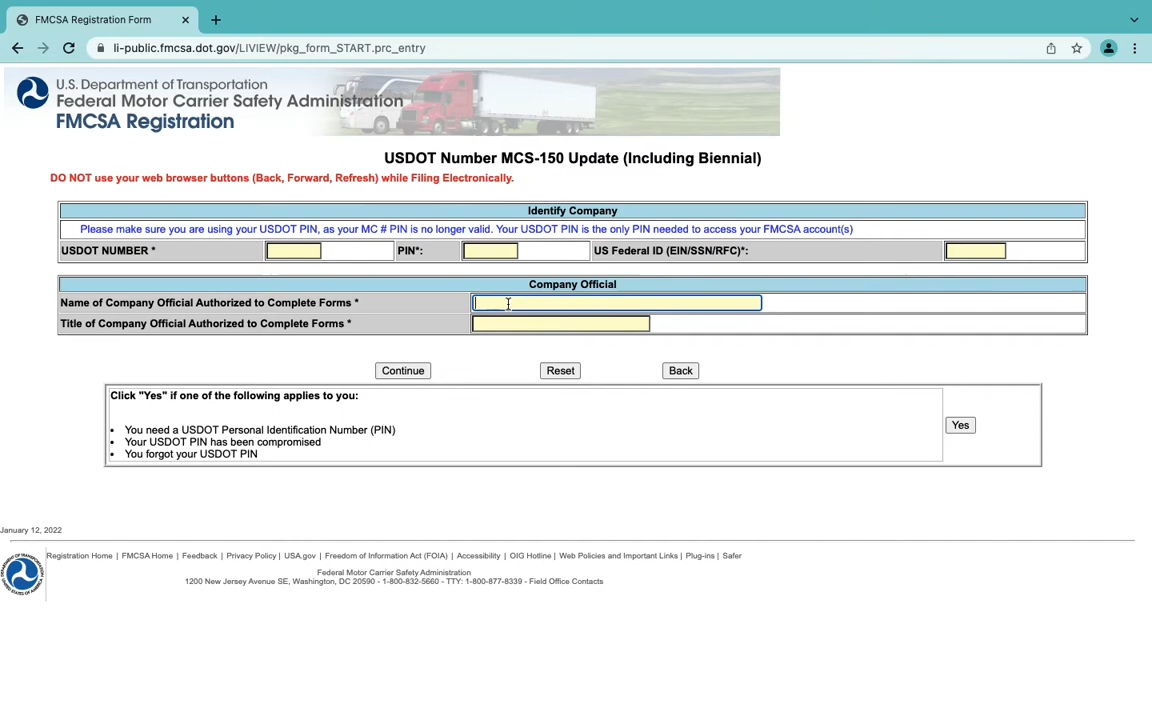 FMCSA Registration Form
li-public.fmcsa.dot.gov/LIVIEW/pkg_form_START.prc_entry
U.S. Department of Transportation
Federal Motor Carrier Safety Administration
FMCSA Registration
USDOT Number MCS-150 Update (Including Biennial)
DO NOT use your web browser buttons (Back, Forward, Refresh) while Filing Electronically.
Identify Company
Please make sure you are using your USDOT PIN, as your MC # PIN is no longer valid. Your USDOT PIN is the only PIN needed to access your FMCSA account(s)
USDOT NUMBER * PIN*: US Federal ID (EIN/SSN/RFC)*:
Company Official
Name of Company Official Authorized to Complete Forms *
Title of Company Official Authorized to Complete Forms *
Continue Reset Back
Click "Yes" if one of the following applies to you:
• You need a USDOT Personal Identification Number (PIN)
Yes
• Your USDOT PIN has been compromised
• You forgot your USDOT PIN
January 12, 2022
Registration Home | FMCSA Home | Feedback | Privacy Policy | USA.gov | Freedom of Information Act (FOIA) | Accessibility | OIG Hotline | Web Policies and Important Links | Plug-ins | Safer
Federal Motor Carrier Safety Administration
1200 New Jersey Avenue SE, Washington, DC 20590 - 1-800-832-5660 - TTY: 1-800-877-8339 - Field Office Contacts